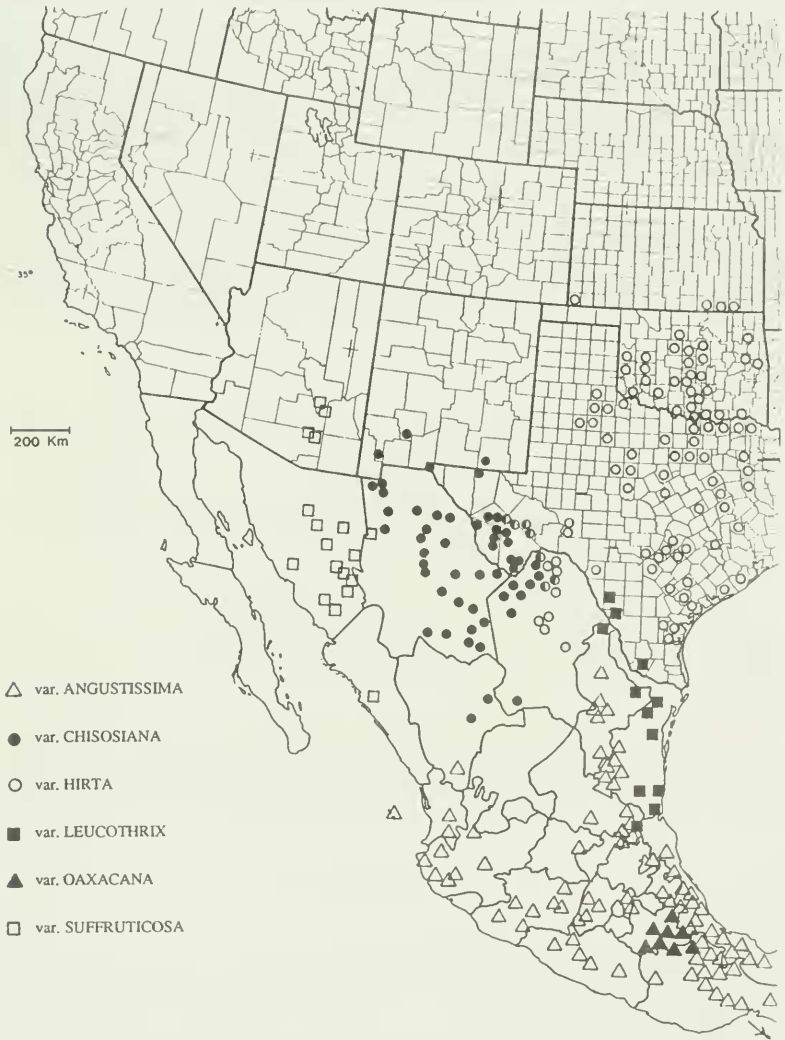 35°
200 Km
△ var. ANGUSTISSIMA
● var. CHISOSIANA
○ var. HIRTA
■ var. LEUCOTHRIX
▲ var. OAXACANA
□ var. SUFFRUTICOSA